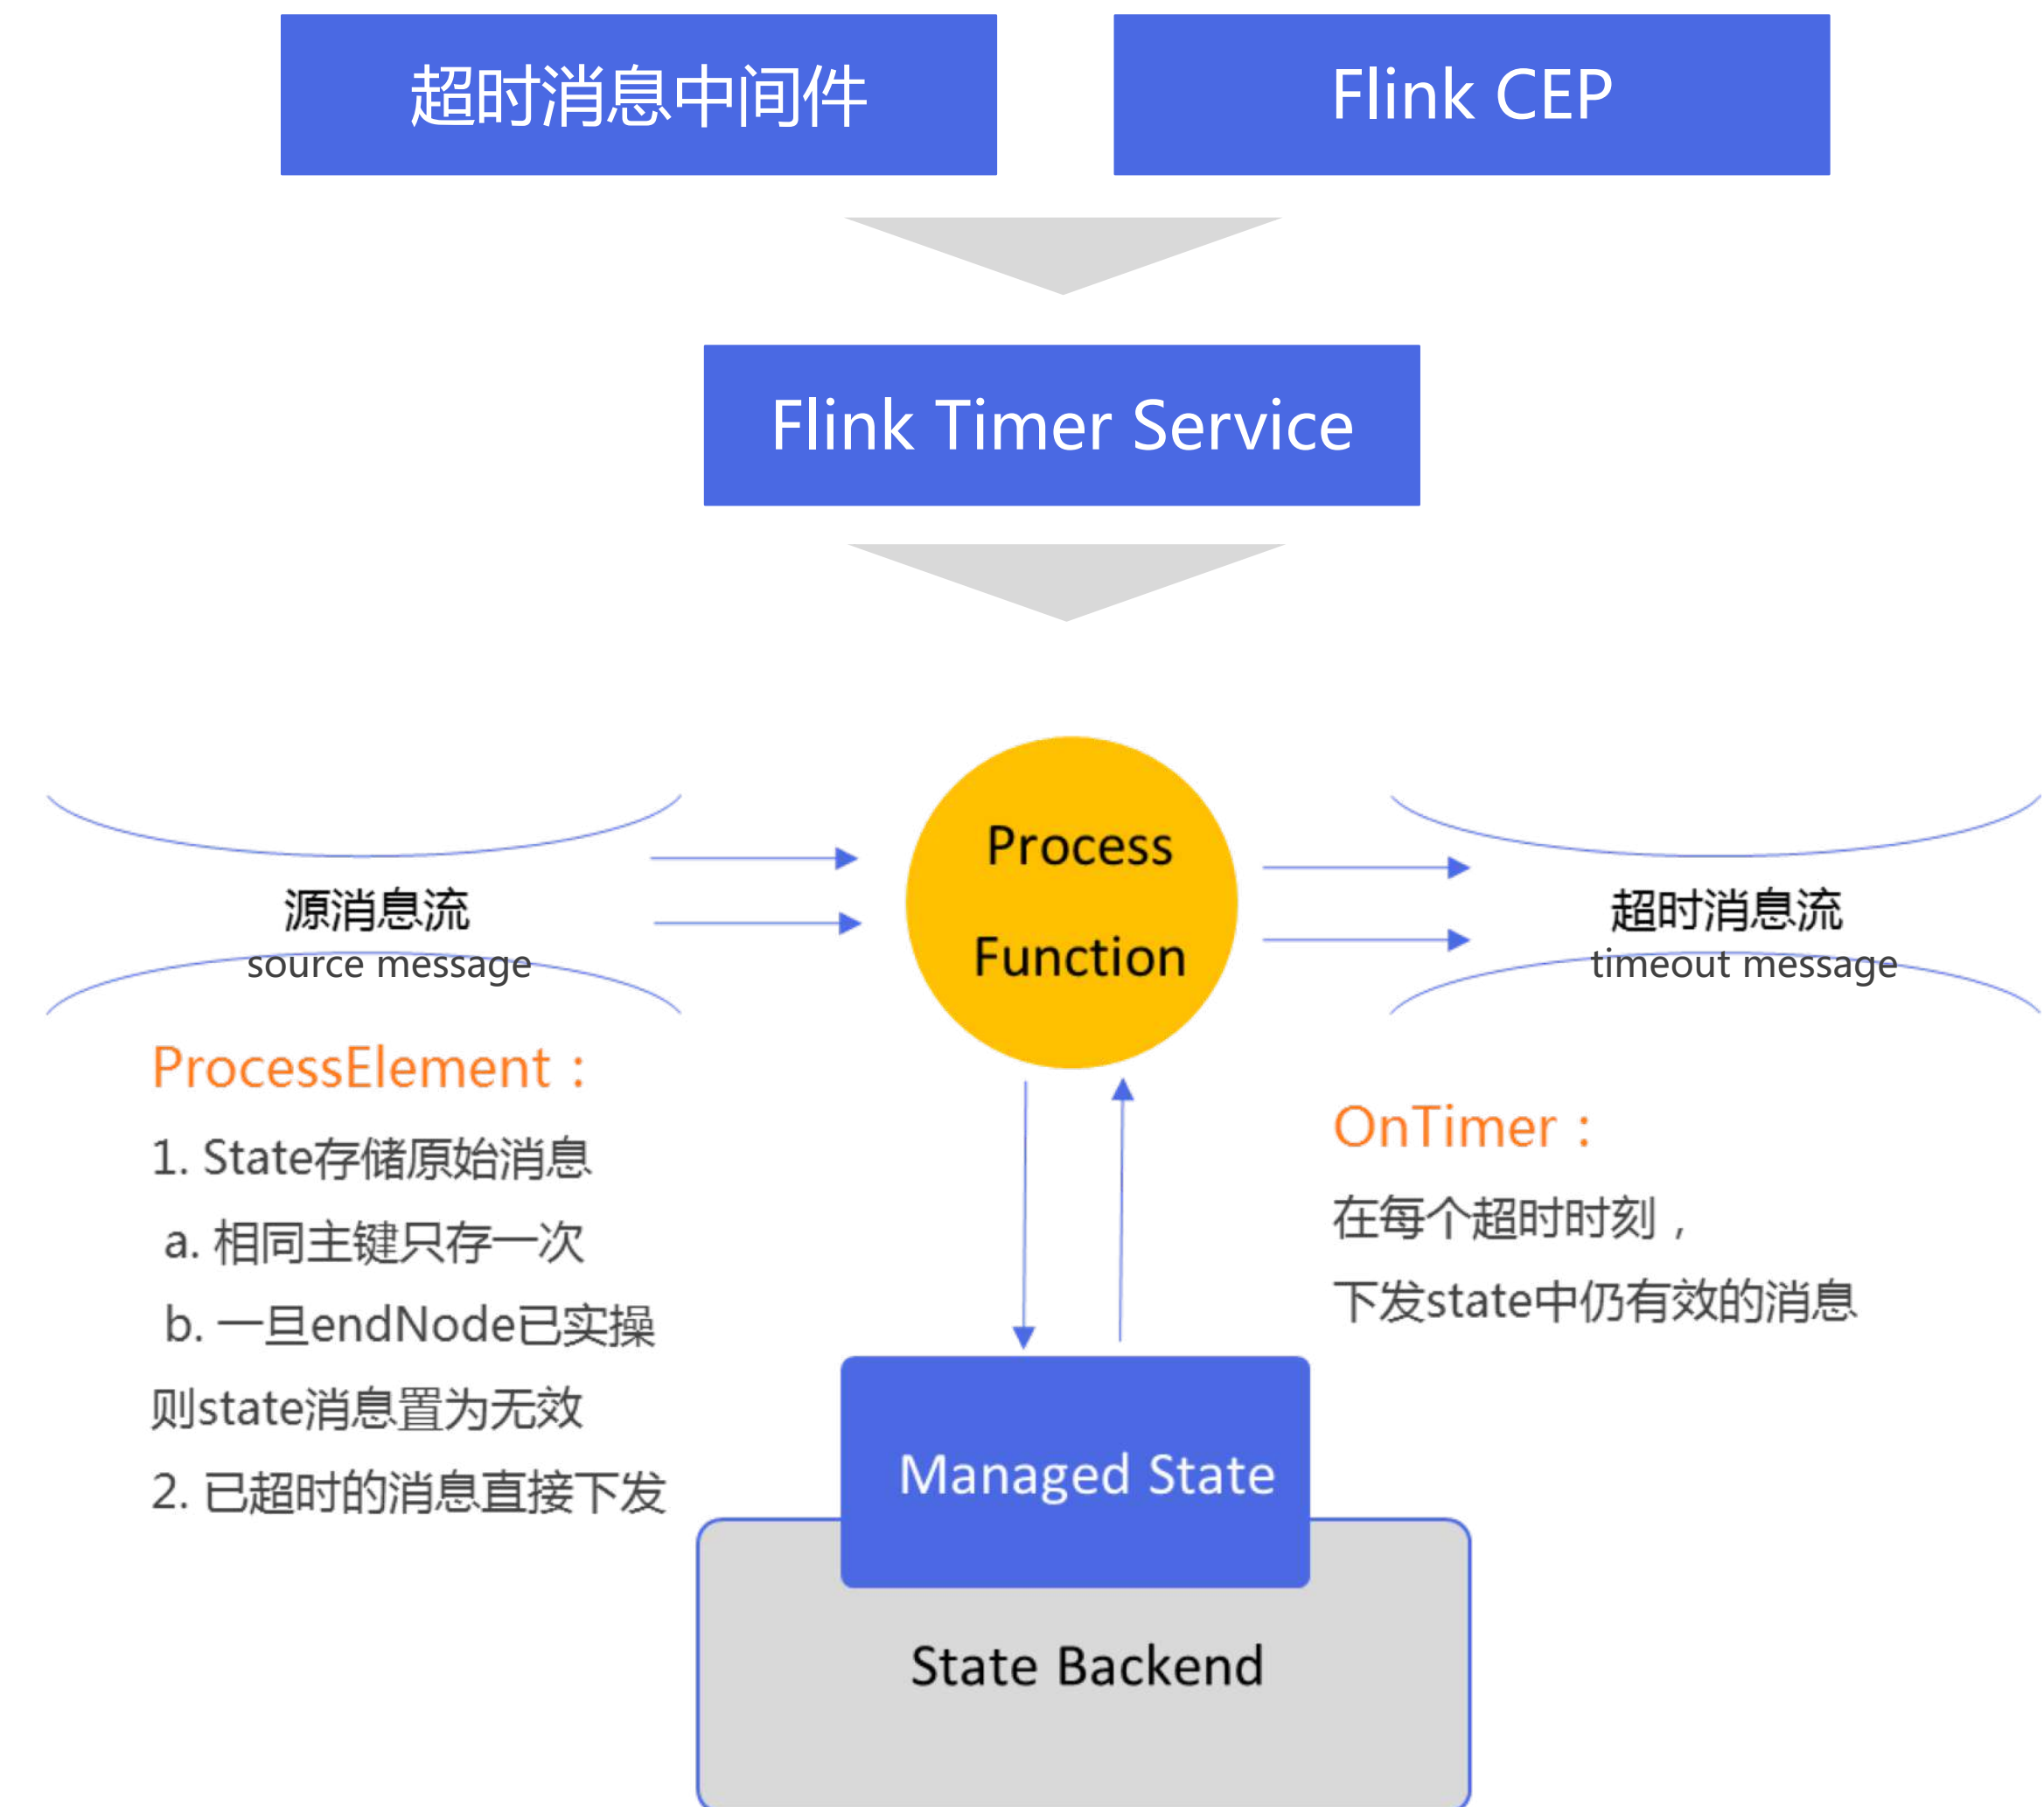 超时消息中间件
Flink CEP
Flink Timer Service
Process
Function
源消息流
source message
超时消息流
timeout message
ProcessElement：
1. State存储原始消息
a. 相同主键只存一次
b. 一旦endNode已实操
则state消息置为无效
2. 已超时的消息直接下发
OnTimer：
在每个超时时刻，
下发state中仍有效的消息
Managed State
State Backend